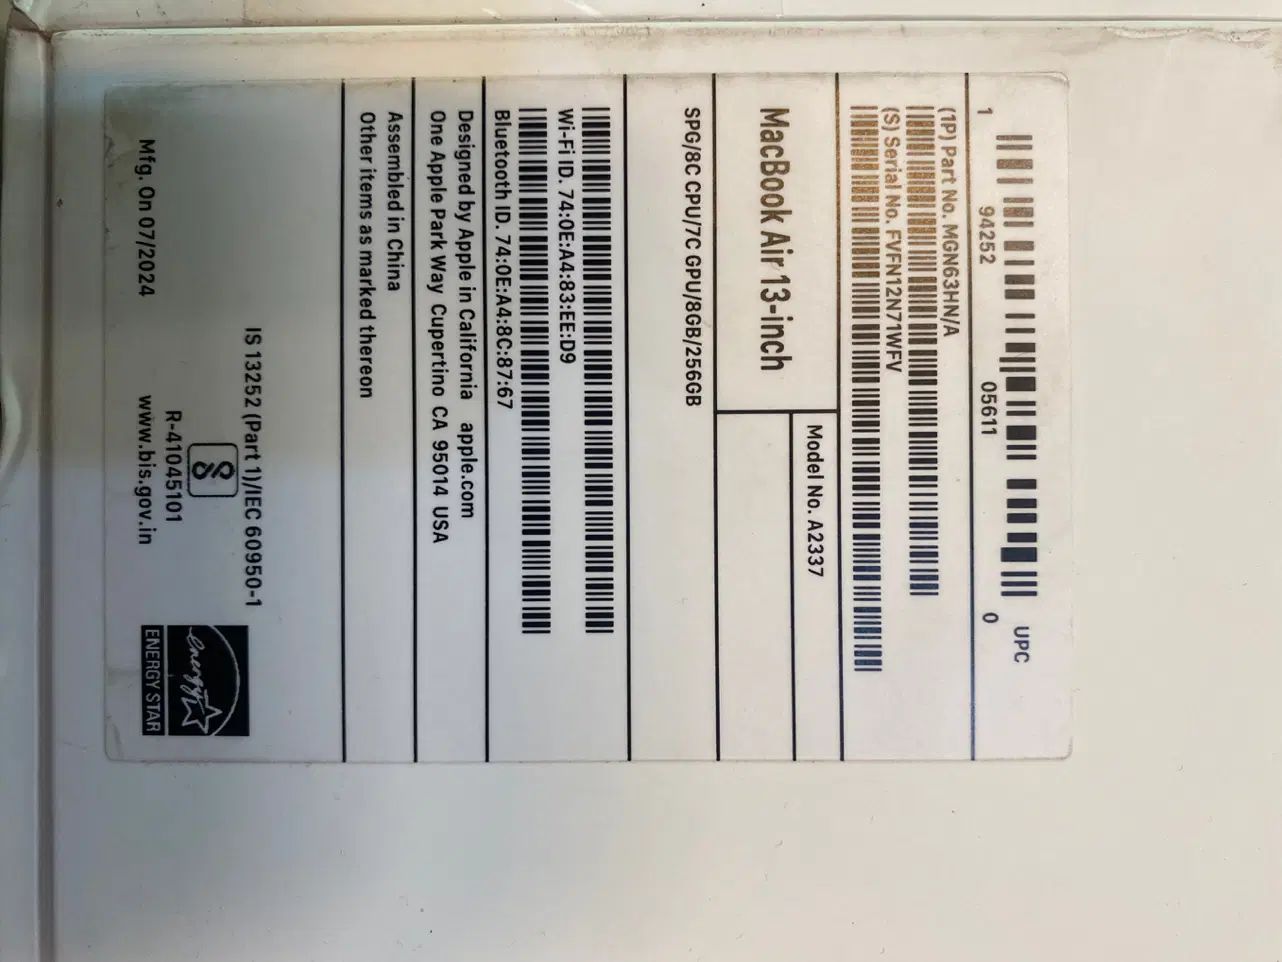 UPC
1 94252 05611 0
(1P) Part No. MGN63HN/A
(S) Serial No. FVFN12N71WFV
MacBook Air 13-inch
Model No. A2337
SPG/8C CPU/7C GPU/8GB/256GB
Wi-Fi ID. 74:0E:A4:83:EE:D9
Bluetooth ID. 74:0E:A4:8C:87:67
Designed by Apple in California apple.com
One Apple Park Way Cupertino CA 95014 USA
Assembled in China
Other items as marked thereon
IS 13252 (Part 1)/IEC 60950-1
R-41045101
Mfg. On 07/2024
www.bis.gov.in
energy
ENERGY STAR